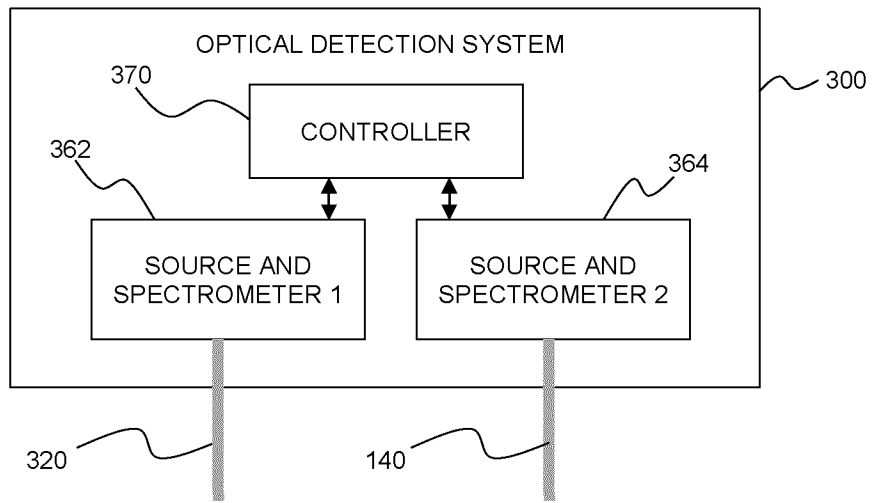 OPTICAL DETECTION SYSTEM
370
300
CONTROLLER
362
364
SOURCE AND
SPECTROMETER 1
SOURCE AND
SPECTROMETER 2
320
140